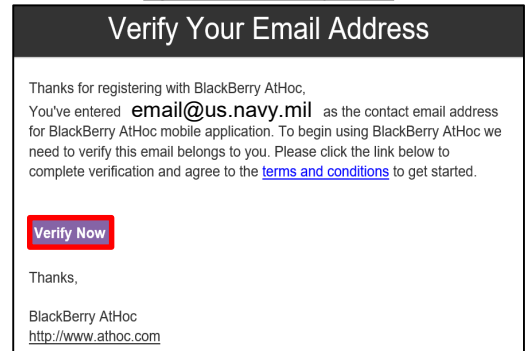 Verify Your Email Address
Thanks for registering with BlackBerry AtHoc,
You've entered email@us.navy.mil as the contact email address
for BlackBerry AtHoc mobile application. To begin using BlackBerry AtHoc we
need to verify this email belongs to you. Please click the link below to
complete verification and agree to the terms and conditions to get started.
Verify Now
Thanks,
BlackBerry AtHoc
http://www.athoc.com